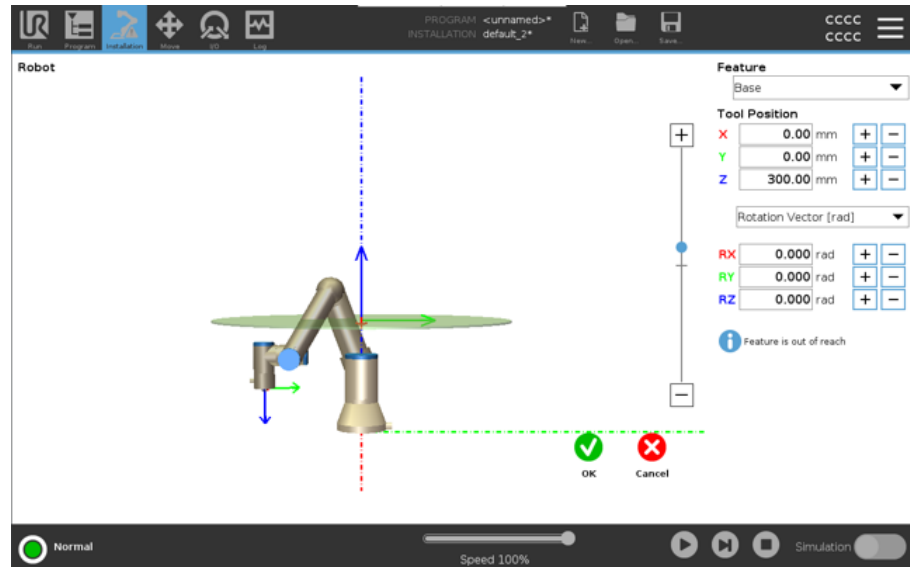 UR
PROGRAM <unnamed>*
INSTALLATION default_2*
CCCC
CCCC
Run
Program
Installation
Move
I/O
Log
New...
Open...
Save...
Robot
Feature
Base
Tool Position
X 0.00 mm + −
Y 0.00 mm + −
Z 300.00 mm + −
Rotation Vector [rad]
RX 0.000 rad + −
RY 0.000 rad + −
RZ 0.000 rad + −
i Feature is out of reach
+
−
OK
Cancel
Normal
Speed 100%
Simulation